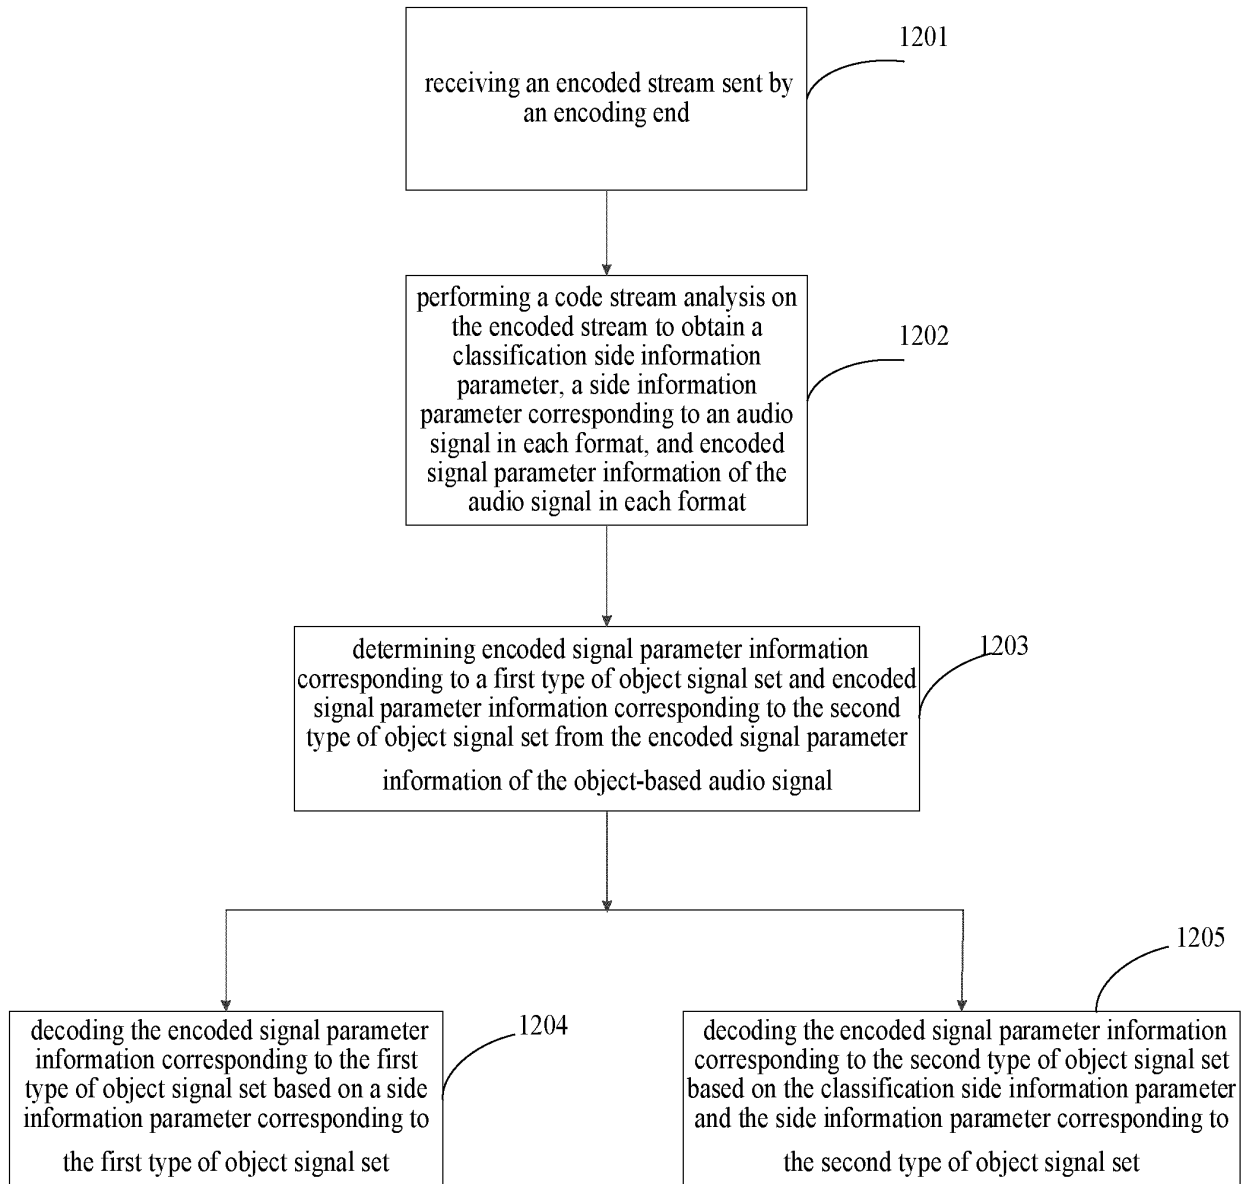 1201
receiving an encoded stream sent by
an encoding end
1202
performing a code stream analysis on
the encoded stream to obtain a
classification side information
parameter, a side information
parameter corresponding to an audio
signal in each format, and encoded
signal parameter information of the
audio signal in each format
1203
determining encoded signal parameter information
corresponding to a first type of object signal set and encoded
signal parameter information corresponding to the second
type of object signal set from the encoded signal parameter
information of the object-based audio signal
1204
decoding the encoded signal parameter
information corresponding to the first
type of object signal set based on a side
information parameter corresponding to
the first type of object signal set
1205
decoding the encoded signal parameter information
corresponding to the second type of object signal set
based on the classification side information parameter
and the side information parameter corresponding to
the second type of object signal set